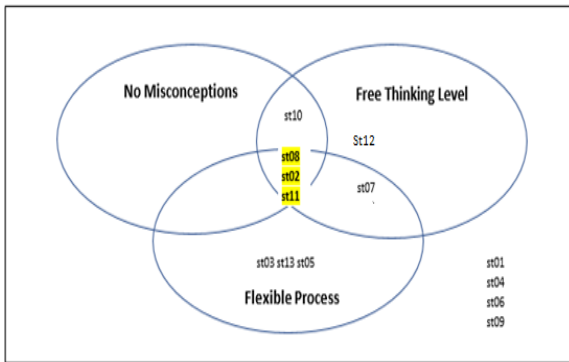 No Misconceptions
Free Thinking Level
st10
St12
st08
st02
st11
st07
st03 st13 st05
Flexible Process
st01
st04
st06
st09